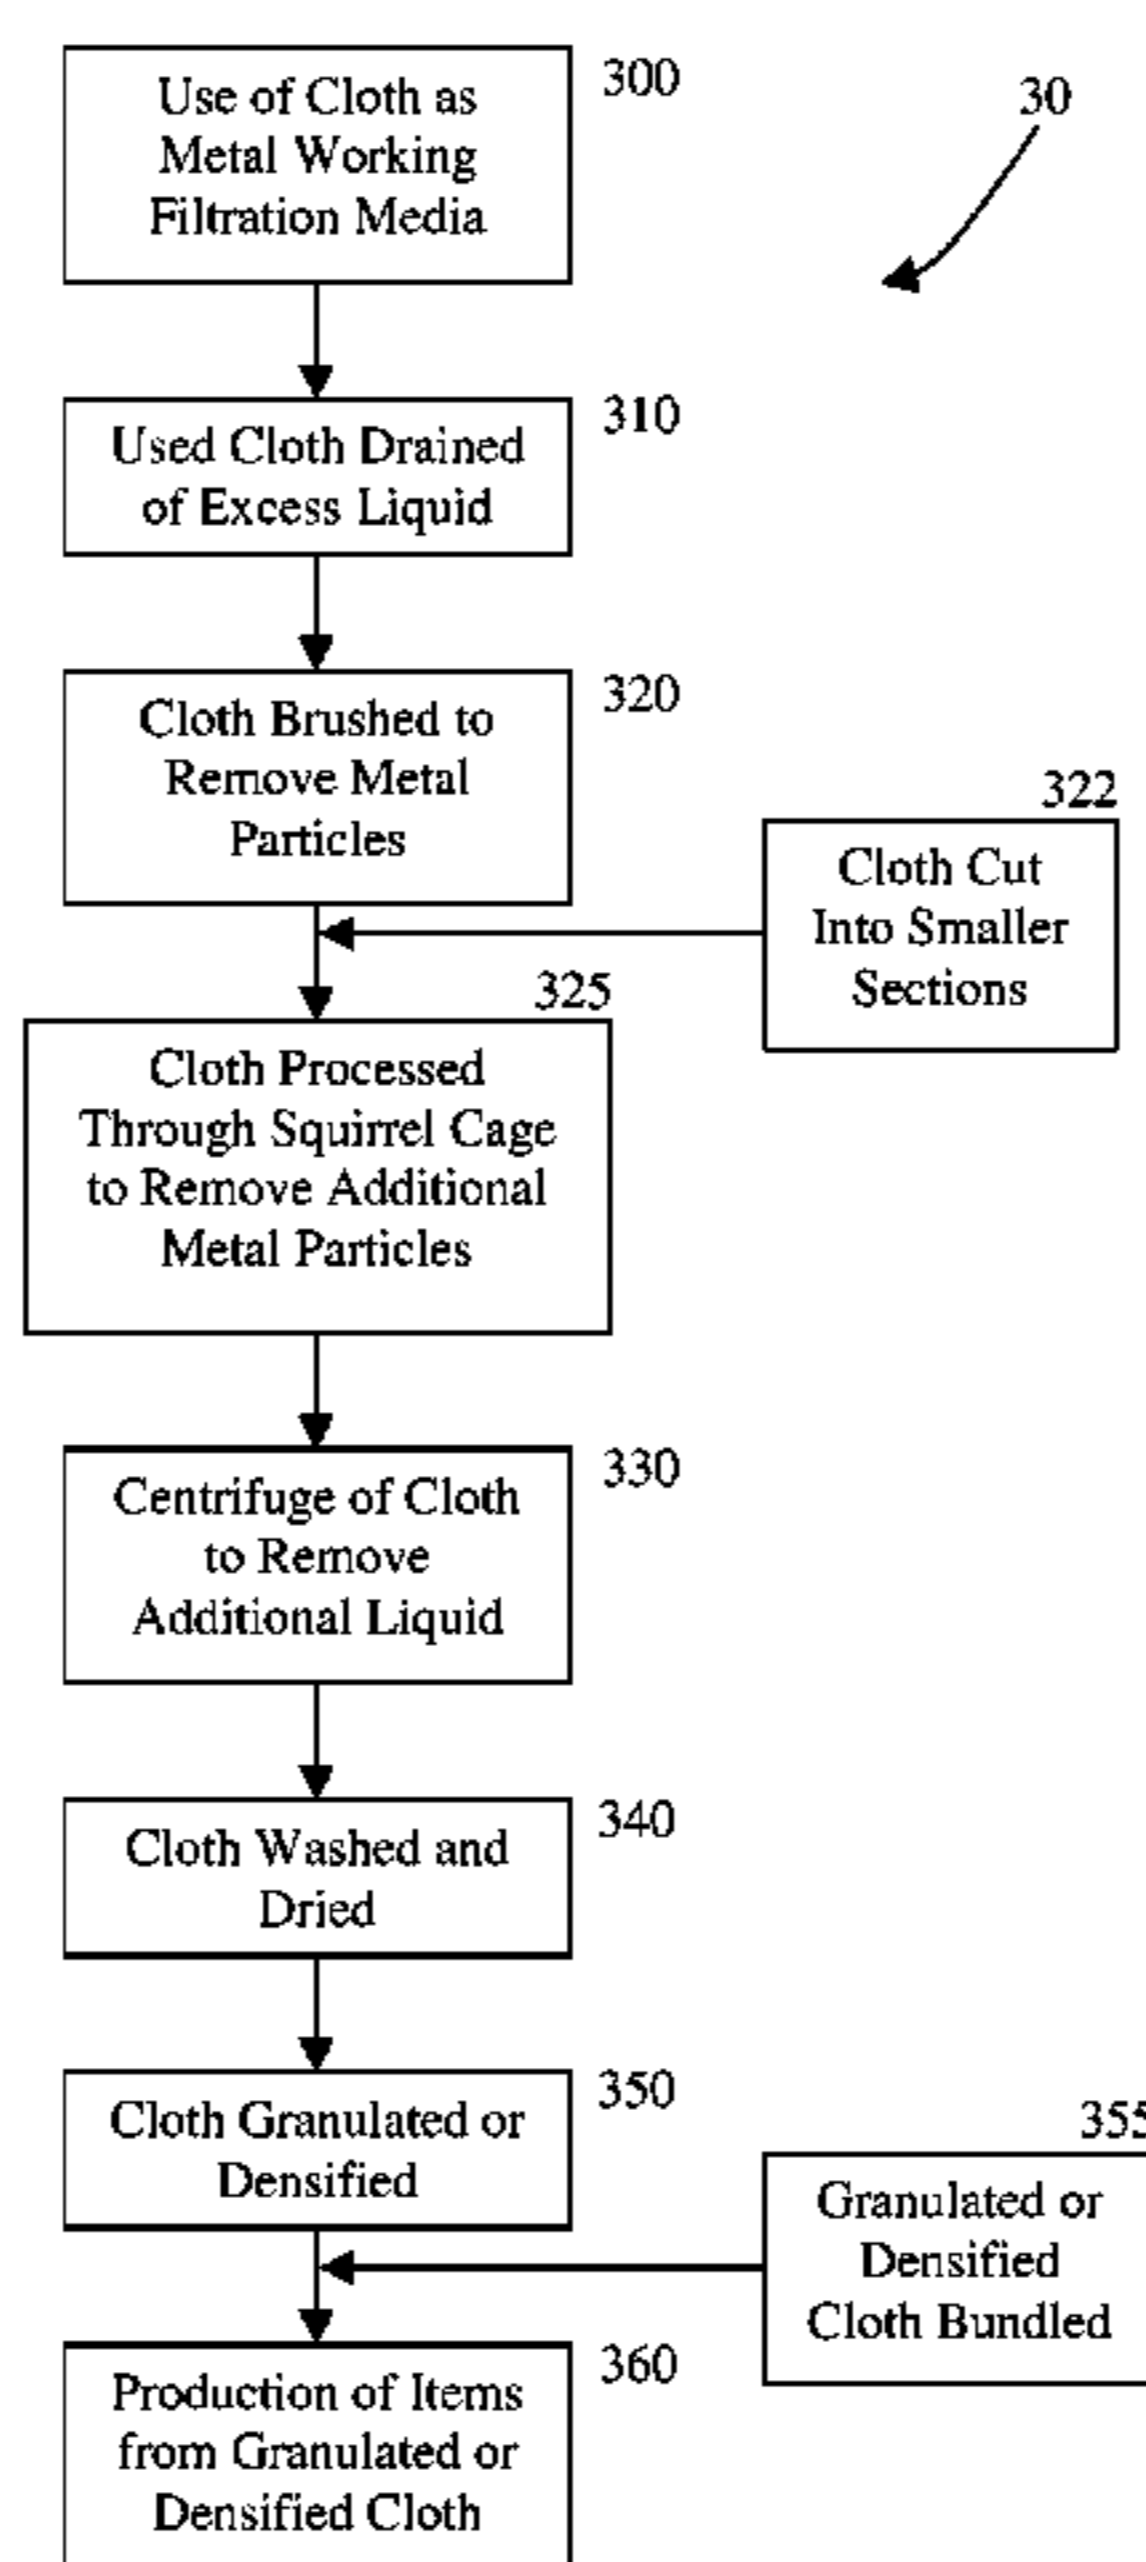 Use of Cloth as
Metal Working
Filtration Media
300
30
Used Cloth Drained
of Excess Liquid
310
Cloth Brushed to
Remove Metal
Particles
320
322
Cloth Cut
Into Smaller
Sections
325
Cloth Processed
Through Squirrel Cage
to Remove Additional
Metal Particles
Centrifuge of Cloth
to Remove
Additional Liquid
330
Cloth Washed and
Dried
340
Cloth Granulated or
Densified
350
355
Granulated or
Densified
Cloth Bundled
Production of Items
from Granulated or
Densified Cloth
360